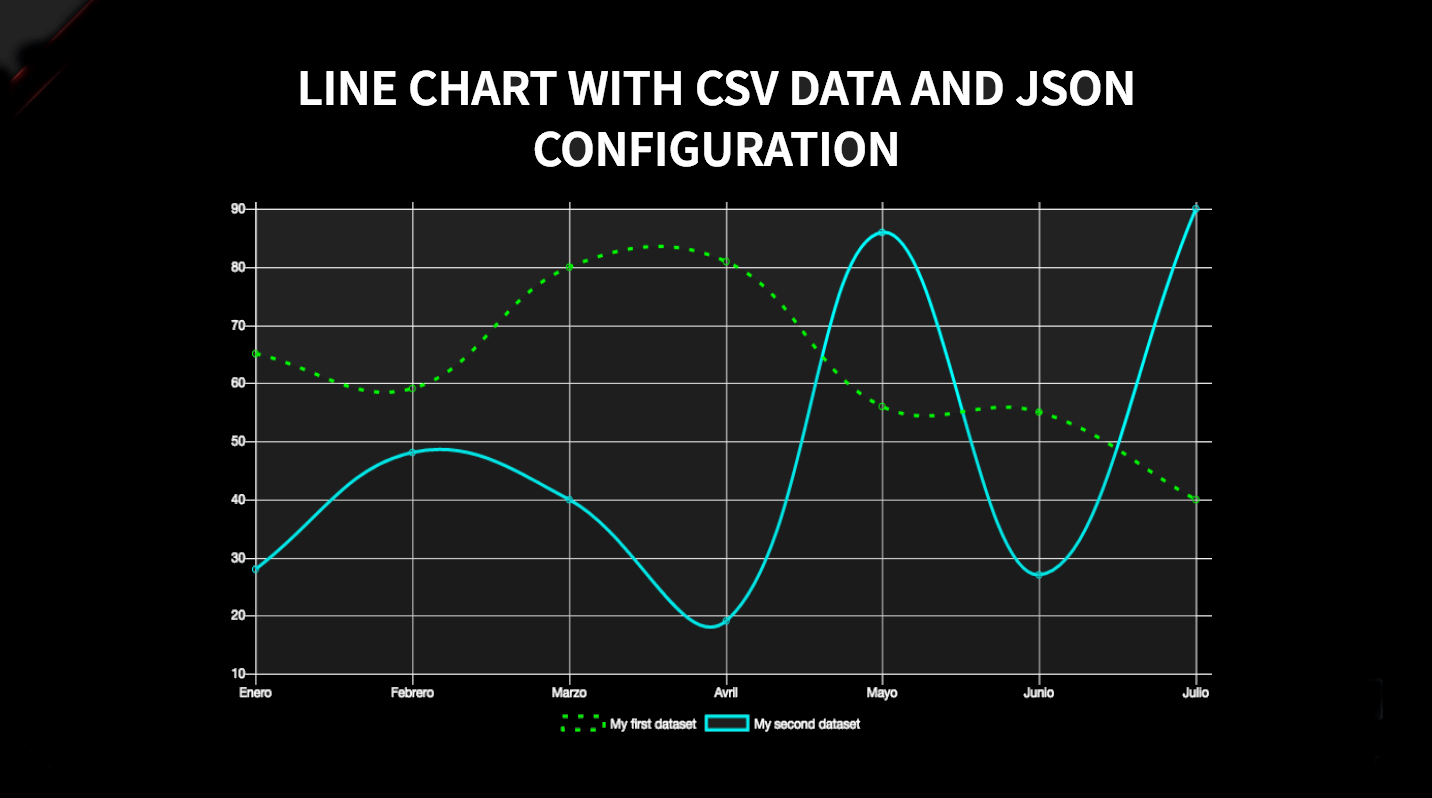 LINE CHART WITH CSV DATA AND JSON
CONFIGURATION
90
80
70
60
50
40
30
20
10
Enero Febrero Marzo Avril Mayo Junio Julio
My first dataset My second dataset